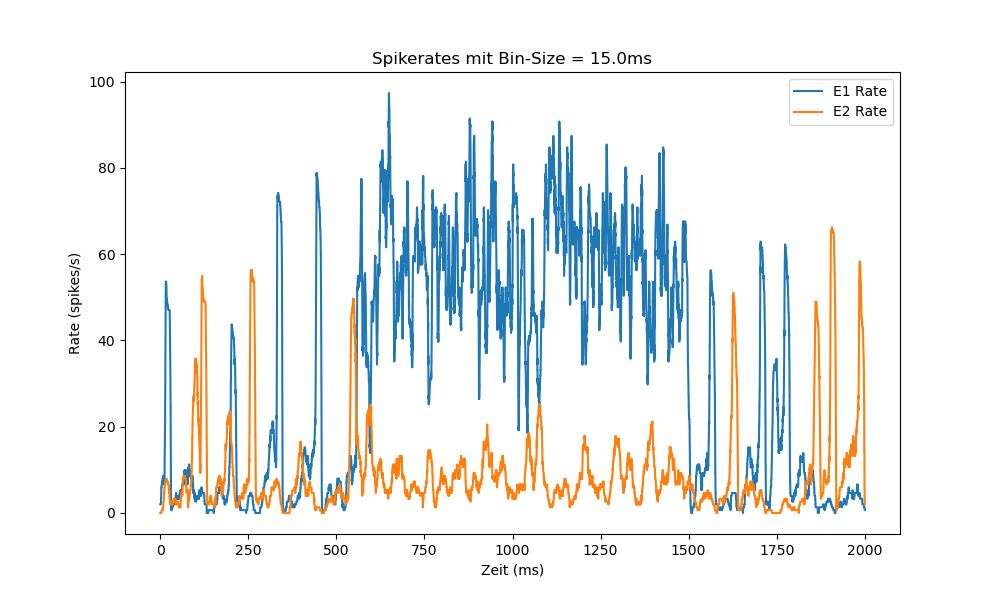 Spikerates mit Bin-Size = 15.0ms
E1 Rate
E2 Rate
Rate (spikes/s)
100
80
60
40
20
0
0 250 500 750 1000 1250 1500 1750 2000
Zeit (ms)